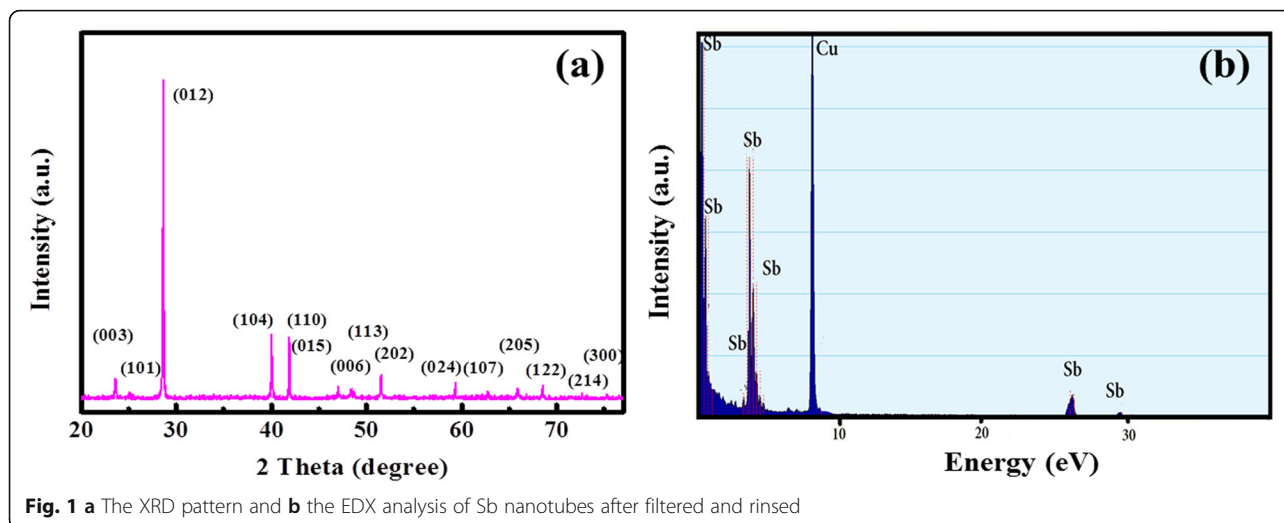 (a)
(012)
(003)
(101)
(104)
(110)
(015)
(006)
(113)
(202)
(024)
(107)
(205)
(122)
(214)
(300)
Intensity (a.u.)
20 30 40 50 60 70
2 Theta (degree)
(b)
Sb
Cu
Sb
Sb
Sb
Sb
Sb
Sb
Intensity (a.u.)
10 20 30
Energy (eV)
Fig. 1 a The XRD pattern and b the EDX analysis of Sb nanotubes after filtered and rinsed